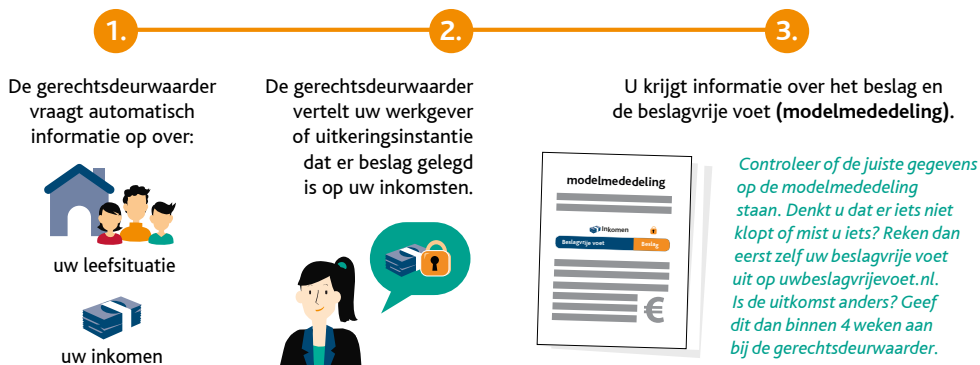 1.
De gerechtsdeurwaarder
vraagt automatisch
informatie op over:
uw leefsituatie
uw inkomen
2.
De gerechtsdeurwaarder
vertelt uw werkgever
of uitkeringsinstantie
dat er beslag gelegd
is op uw inkomsten.
3.
U krijgt informatie over het beslag en
de beslagvrije voet (modelmededeling).
modelmededeling
Inkomen
Beslagvrije voet Beslag
€
Controleer of de juiste gegevens
op de modelmededeling
staan. Denkt u dat er iets niet
klopt of mist u iets? Reken dan
eerst zelf uw beslagvrije voet
uit op uwbeslagvrijevoet.nl.
Is de uitkomst anders? Geef
dit dan binnen 4 weken aan
bij de gerechtsdeurwaarder.